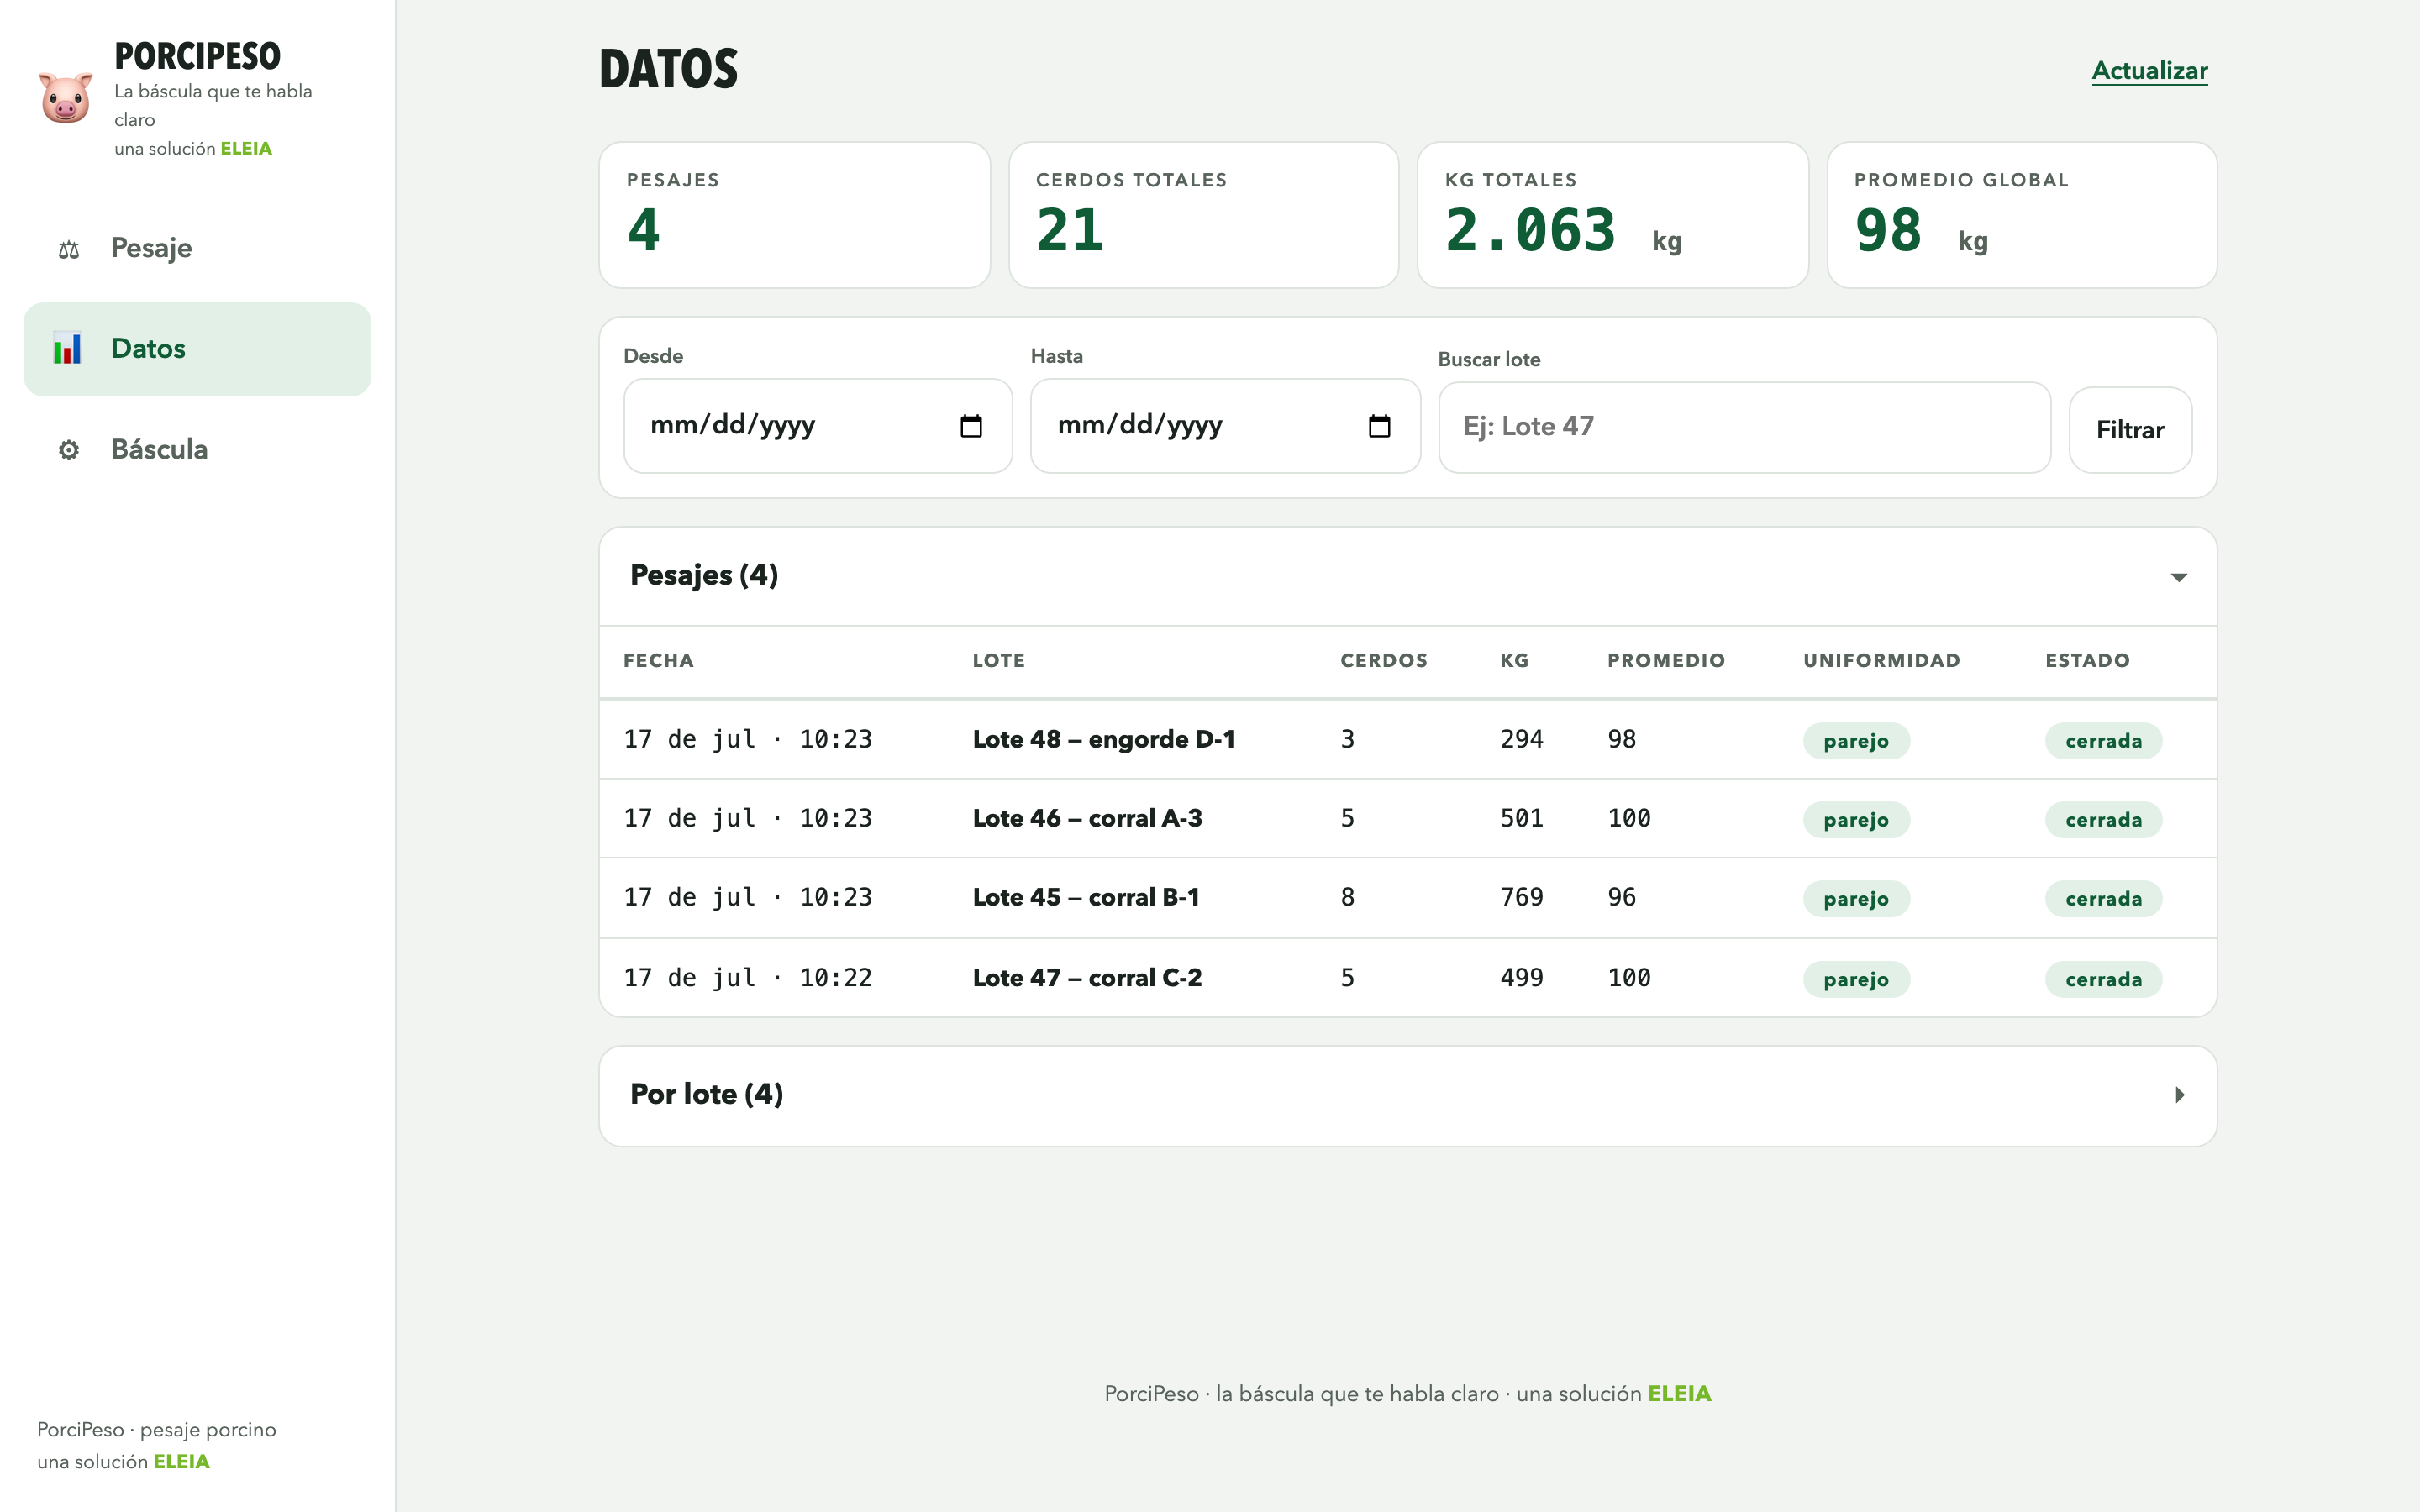 PORCIPESO
La báscula que te habla
claro
una solución ELEIA
Pesaje
Datos
Báscula
PorciPeso · pesaje porcino
una solución ELEIA
DATOS
Actualizar
PESAJES
4
CERDOS TOTALES
21
KG TOTALES
2.063 kg
PROMEDIO GLOBAL
98 kg
Desde
mm/dd/yyyy
Hasta
mm/dd/yyyy
Buscar lote
Ej: Lote 47
Filtrar
Pesajes (4)
FECHA LOTE CERDOS KG PROMEDIO UNIFORMIDAD ESTADO
17 de jul · 10:23 Lote 48 – engorde D-1 3 294 98 parejo cerrada
17 de jul · 10:23 Lote 46 – corral A-3 5 501 100 parejo cerrada
17 de jul · 10:23 Lote 45 – corral B-1 8 769 96 parejo cerrada
17 de jul · 10:22 Lote 47 – corral C-2 5 499 100 parejo cerrada
Por lote (4)
PorciPeso · la báscula que te habla claro · una solución ELEIA